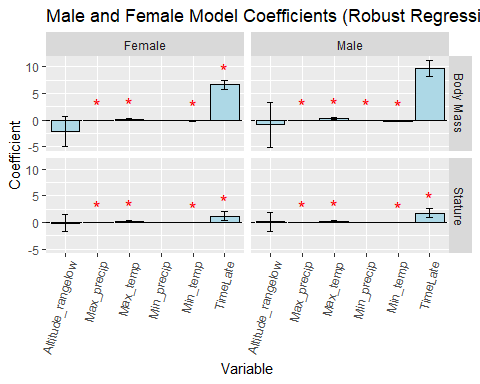 Male and Female Model Coefficients (Robust Regressi
Female
Male
10
5
0
-5
Body Mass
10
5
0
-5
Stature
Coefficient
Altitude_rangelow
Max_precip
Max_temp
Min_precip
Min_temp
TimeLate
Altitude_rangelow
Max_precip
Max_temp
Min_precip
Min_temp
TimeLate
Variable